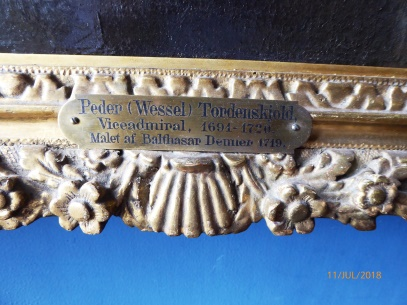 Peder (Wessel) Tordenskiold,
Viceadmiral, 1691-1720.
Malet af Balthasar Denner 1719.
11/JUL/2018